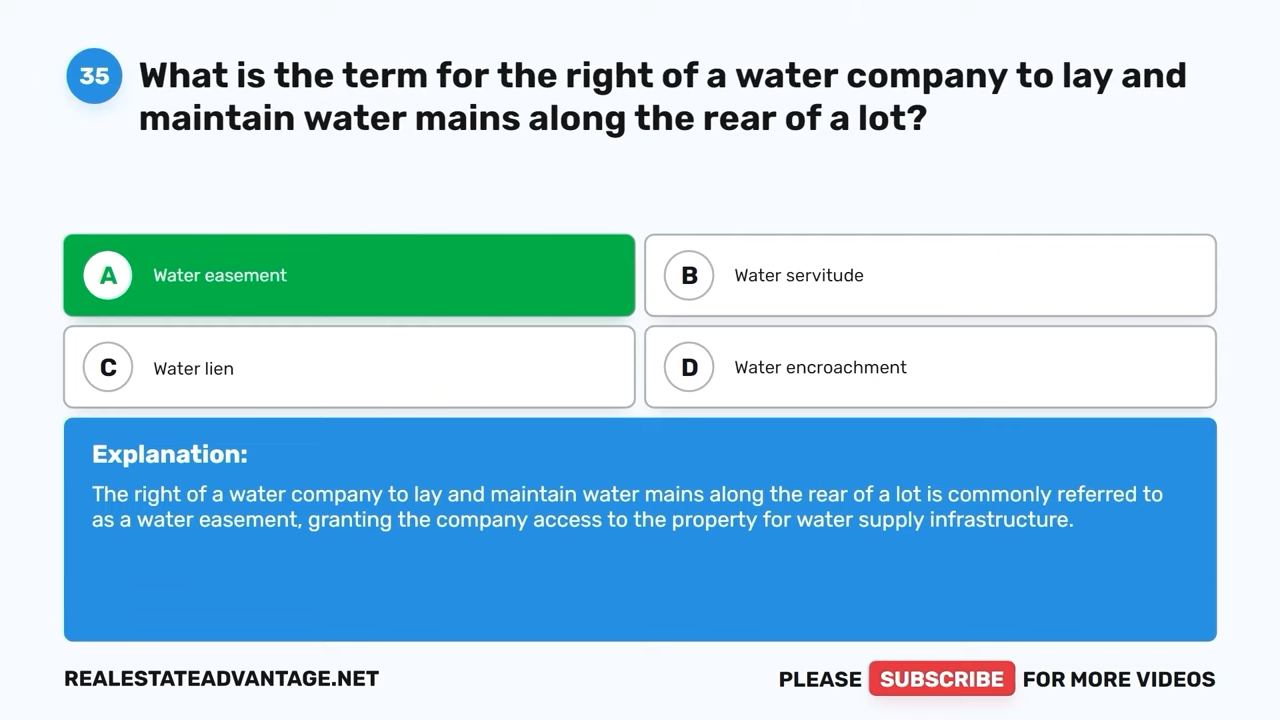 35
What is the term for the right of a water company to lay and
maintain water mains along the rear of a lot?
A Water easement
B Water servitude
C Water lien
D Water encroachment
Explanation:
The right of a water company to lay and maintain water mains along the rear of a lot is commonly referred to
as a water easement, granting the company access to the property for water supply infrastructure.
REALESTATEADVANTAGE.NET
PLEASE SUBSCRIBE FOR MORE VIDEOS